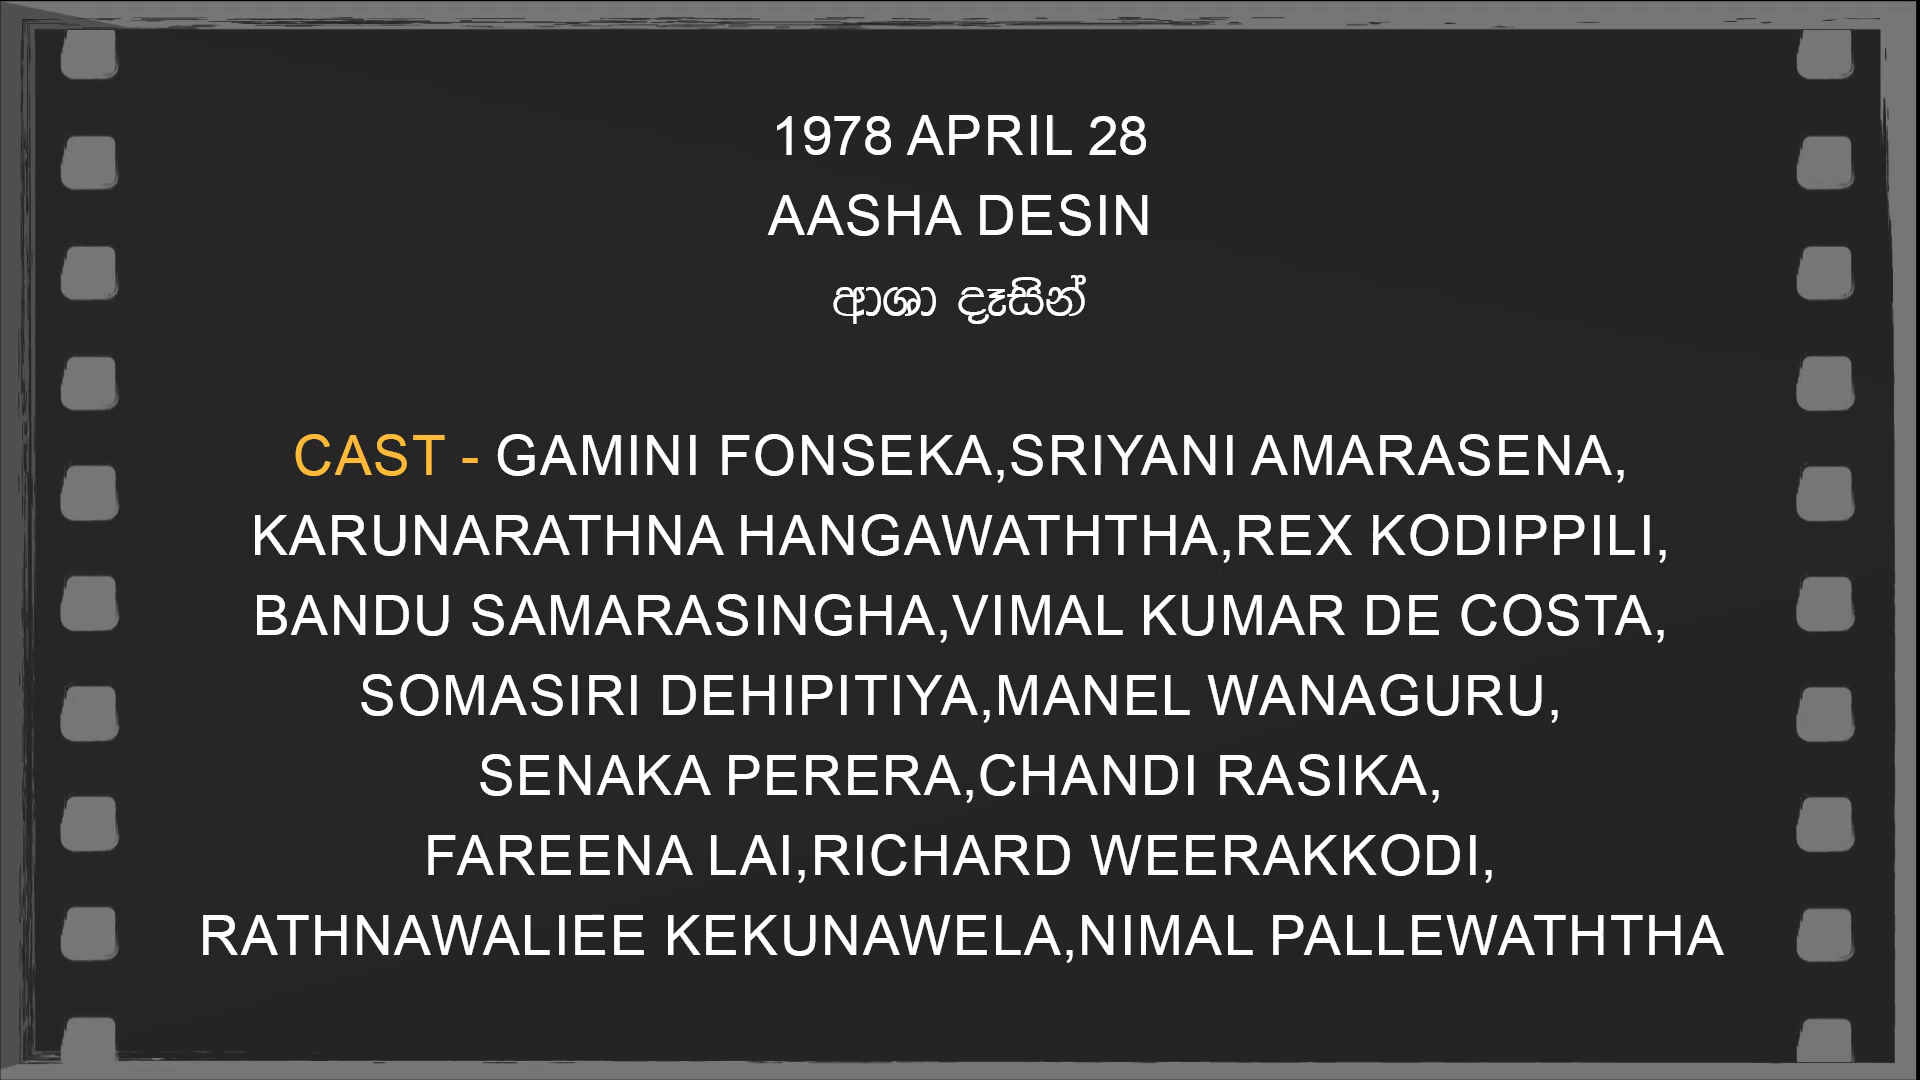 1978 APRIL 28
AASHA DESIN
ආශා දෑසින්
CAST - GAMINI FONSEKA,SRIYANI AMARASENA,
KARUNARATHNA HANGAWATHTHA,REX KODIPPILI,
BANDU SAMARASINGHA,VIMAL KUMAR DE COSTA,
SOMASIRI DEHIPITIYA,MANEL WANAGURU,
SENAKA PERERA,CHANDI RASIKA,
FAREENA LAI,RICHARD WEERAKKODI,
RATHNAWALIEE KEKUNAWELA,NIMAL PALLEWATHTHA